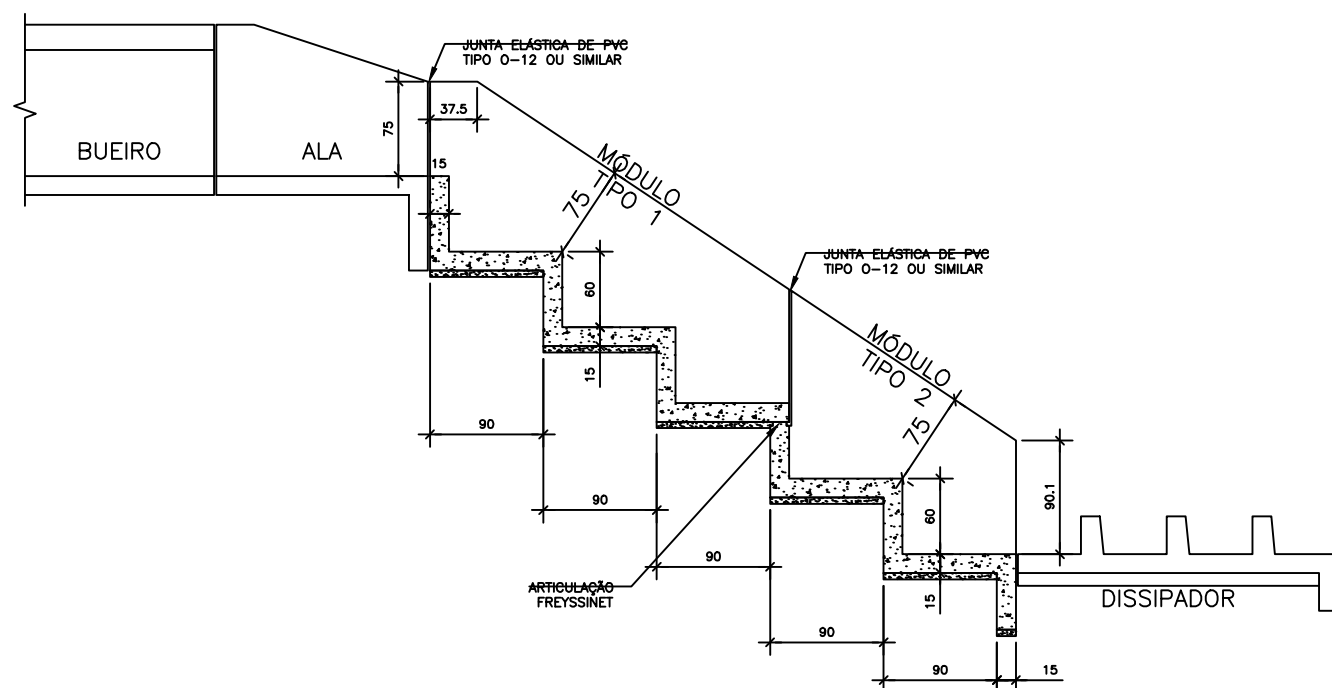 JUNTA ELÁSTICA DE PVC
TIPO O-12 OU SIMILAR
37.5
75
BUEIRO
ALA
15
MÓDULO
TIPO 1
75
JUNTA ELÁSTICA DE PVC
TIPO O-12 OU SIMILAR
60
15
MÓDULO
TIPO 2
75
90
90
60
90.1
90
15
ARTICULAÇÃO
FREYSSINET
DISSIPADOR
90
90
15